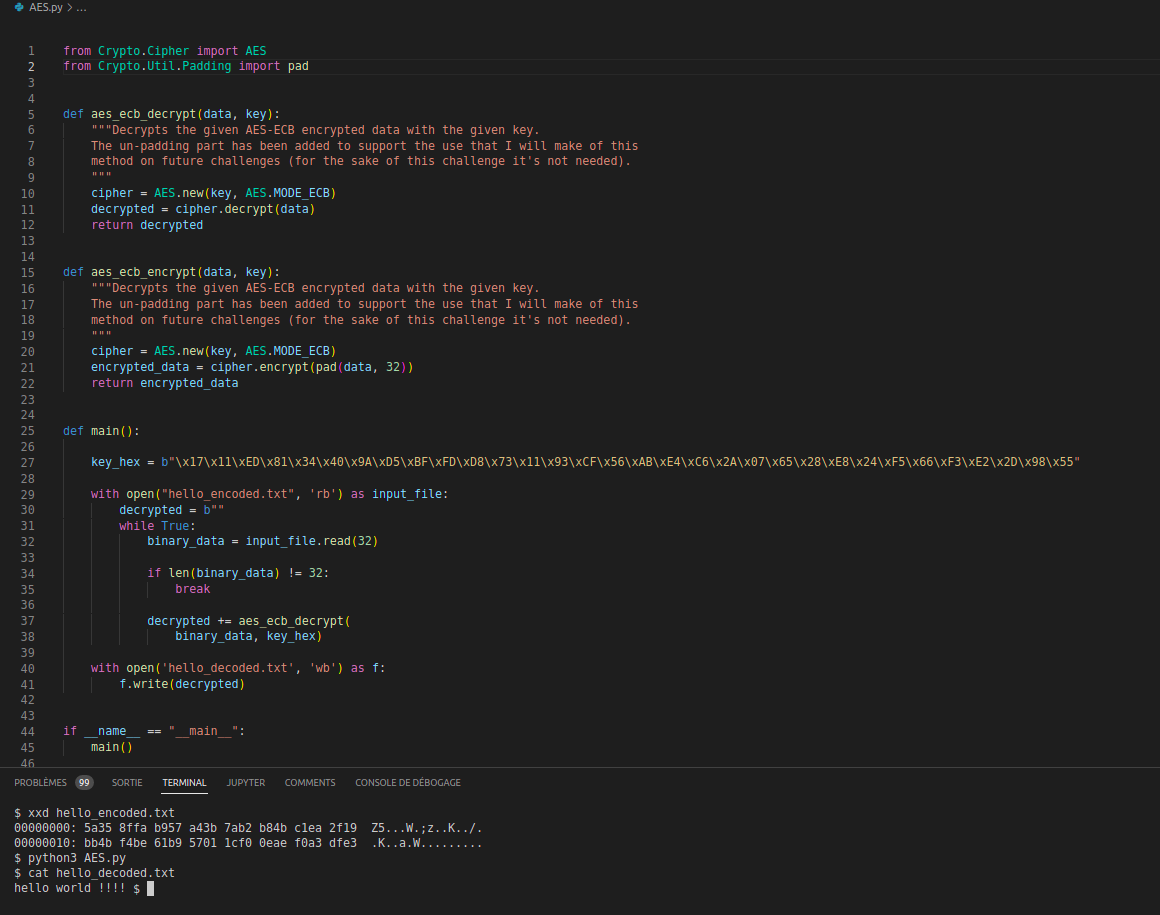 AES.py > ...
1 from Crypto.Cipher import AES
2 from Crypto.Util.Padding import pad
3
4
5 def aes_ecb_decrypt(data, key):
6     """Decrypts the given AES-ECB encrypted data with the given key.
7     The un-padding part has been added to support the use that I will make of this
8     method on future challenges (for the sake of this challenge it's not needed).
9     """
10     cipher = AES.new(key, AES.MODE_ECB)
11     decrypted = cipher.decrypt(data)
12     return decrypted
13
14
15 def aes_ecb_encrypt(data, key):
16     """Decrypts the given AES-ECB encrypted data with the given key.
17     The un-padding part has been added to support the use that I will make of this
18     method on future challenges (for the sake of this challenge it's not needed).
19     """
20     cipher = AES.new(key, AES.MODE_ECB)
21     encrypted_data = cipher.encrypt(pad(data, 32))
22     return encrypted_data
23
24
25 def main():
26
27     key_hex = b"\x17\x11\xED\x81\x34\x40\x9A\xD5\xBF\xFD\xD8\x73\x11\x93\xCF\x56\xAB\xE4\xC6\x2A\x07\x65\x28\xE8\x24\xF5\x66\xF3\xE2\x2D\x98\x55"
28
29     with open("hello_encoded.txt", 'rb') as input_file:
30         decrypted = b""
31         while True:
32             binary_data = input_file.read(32)
33
34             if len(binary_data) != 32:
35                 break
36
37             decrypted += aes_ecb_decrypt(
38                 binary_data, key_hex)
39
40     with open('hello_decoded.txt', 'wb') as f:
41         f.write(decrypted)
42
43
44 if __name__ == "__main__":
45     main()
46
PROBLÈMES 99 SORTIE TERMINAL JUPYTER COMMENTS CONSOLE DE DÉBOGAGE
$ xxd hello_encoded.txt
00000000: 5a35 8ffa b957 a43b 7ab2 b84b c1ea 2f19  Z5...W.;z..K../.
00000010: bb4b f4be 61b9 5701 1cf0 0eae f0a3 dfe3  .K..a.W.........
$ python3 AES.py
$ cat hello_decoded.txt
hello world !!!! $